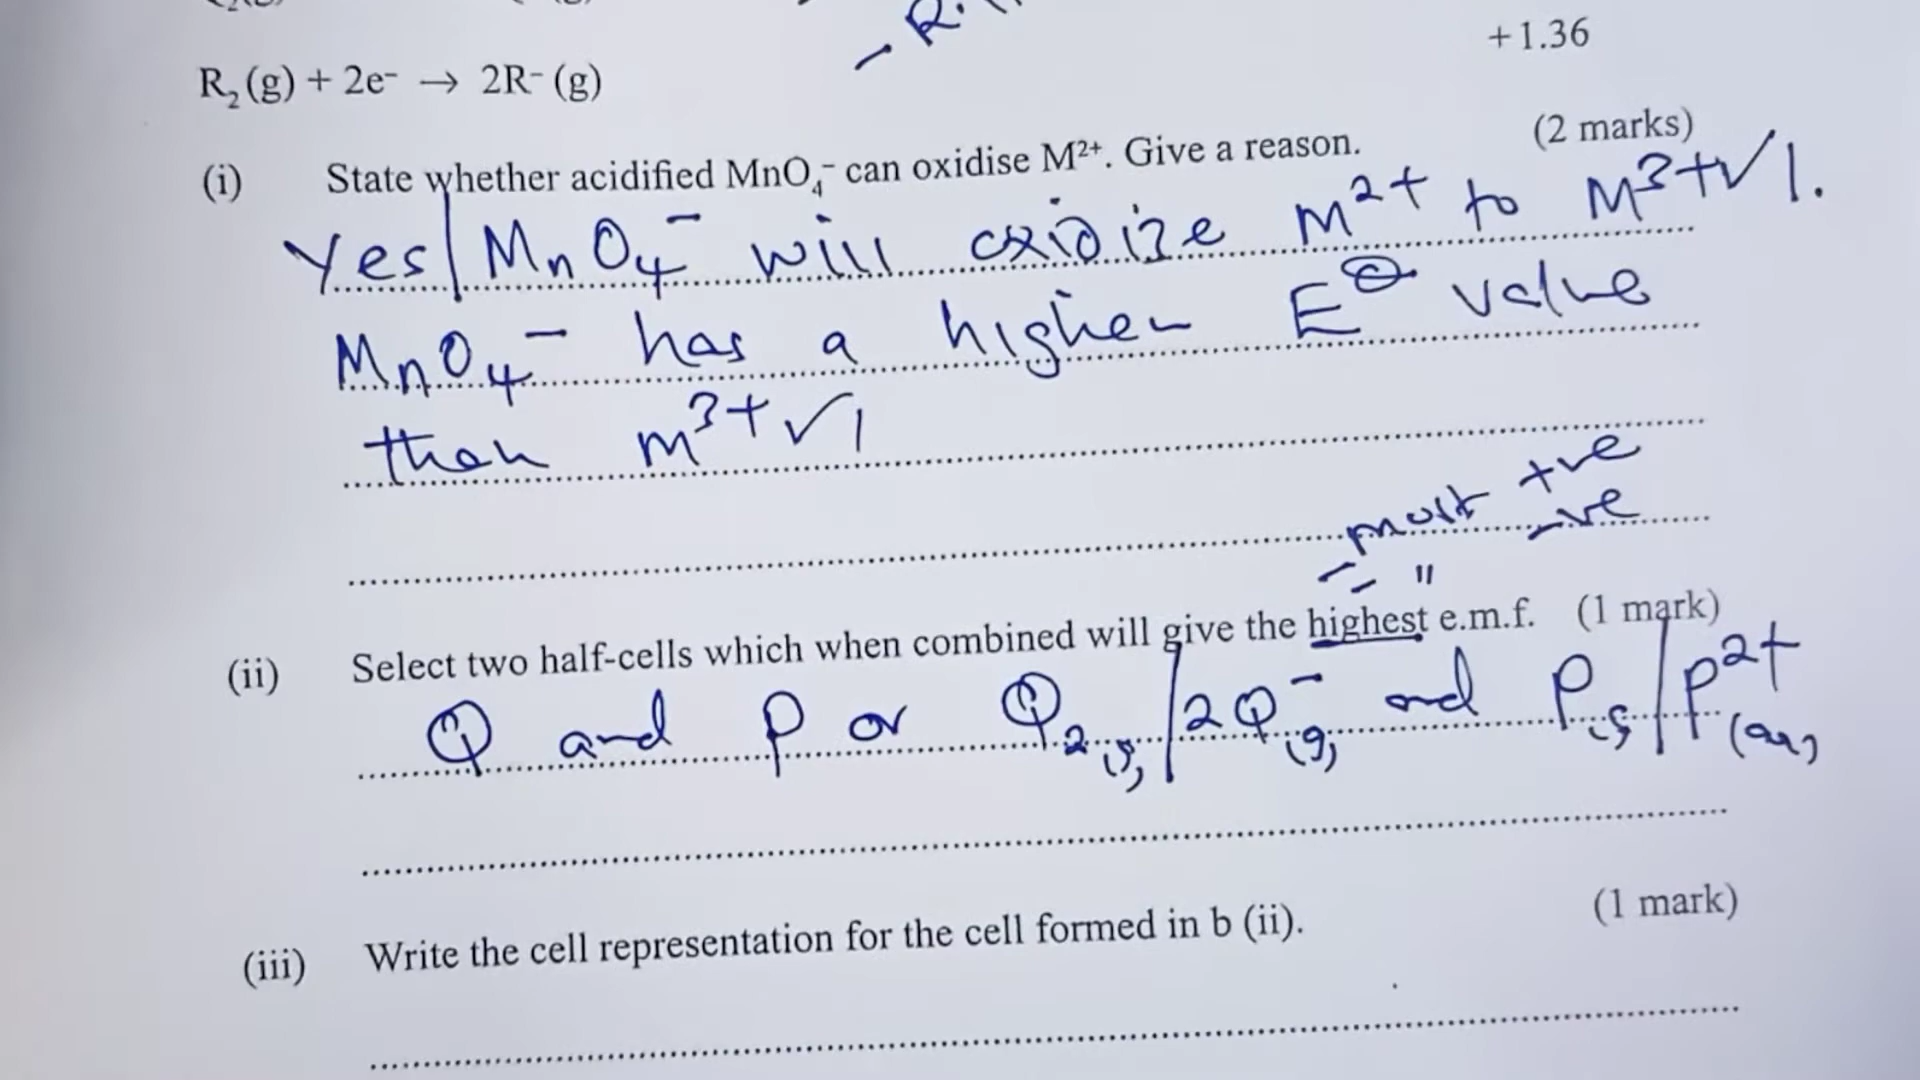 +1.36
R₂(g) + 2e⁻ → 2R⁻ (g)
(i) State whether acidified MnO₄⁻ can oxidise M²⁺. Give a reason. (2 marks)
Yes / MnO₄⁻ will oxidize M²⁺ to M³⁺ ✓1.
MnO₄⁻ has a higher E^⊖ value
than M³⁺ ✓1
- most +ve
- " -ve
(ii) Select two half-cells which when combined will give the highest e.m.f. (1 mark)
Q and P or Q₂(g)/2Q⁻(g) and P(s)/P²⁺(aq)
(iii) Write the cell representation for the cell formed in b (ii). (1 mark)